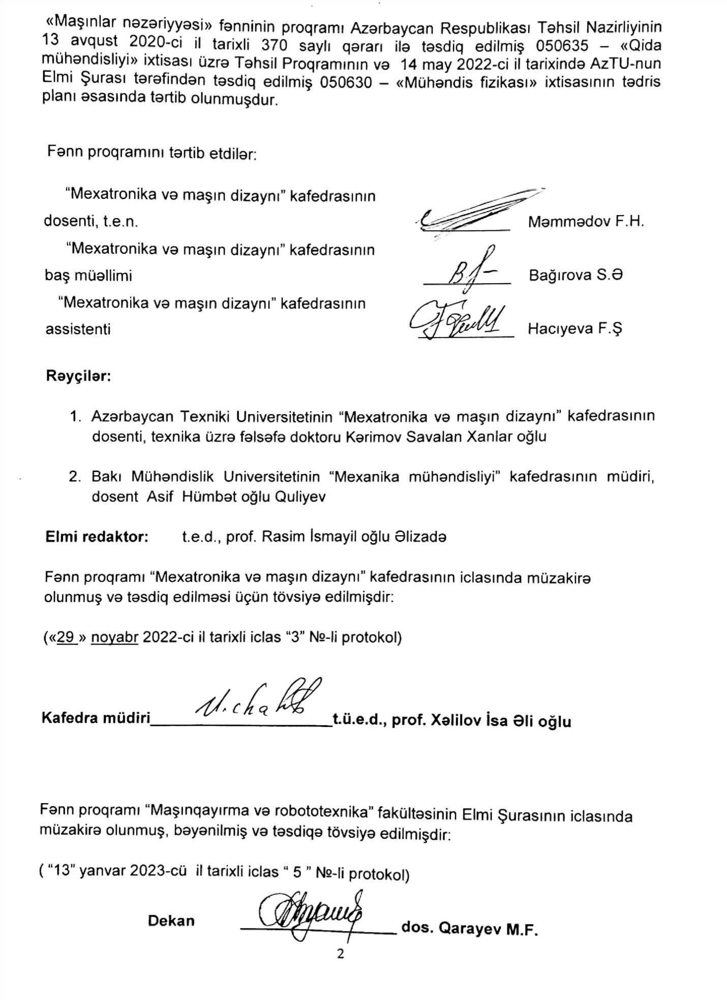 «Maşınlar nəzəriyyəsi» fənninin proqramı Azərbaycan Respublikası Təhsil Nazirliyinin
13 avqust 2020-ci il tarixli 370 saylı qərarı ilə təsdiq edilmiş 050635 – «Qida
mühəndisliyi» ixtisası üzrə Təhsil Proqramının və 14 may 2022-ci il tarixində AzTU-nun
Elmi Şurası tərəfindən təsdiq edilmiş 050630 – «Mühəndis fizikası» ixtisasının tədris
planı əsasında tərtib olunmuşdur.
Fənn proqramını tərtib etdilər:
“Mexatronika və maşın dizaynı” kafedrasının
dosenti, t.e.n. Məmmədov F.H.
“Mexatronika və maşın dizaynı” kafedrasının
baş müəllimi Bağırova S.Ə
“Mexatronika və maşın dizaynı” kafedrasının
assistenti Hacıyeva F.Ş
Rəyçilər:
1. Azərbaycan Texniki Universitetinin “Mexatronika və maşın dizaynı” kafedrasının
dosenti, texnika üzrə fəlsəfə doktoru Kərimov Savalan Xanlar oğlu
2. Bakı Mühəndislik Universitetinin “Mexanika mühəndisliyi” kafedrasının müdiri,
dosent Asif Hümbət oğlu Quliyev
Elmi redaktor: t.e.d., prof. Rasim İsmayil oğlu Əlizadə
Fənn proqramı “Mexatronika və maşın dizaynı” kafedrasının iclasında müzakirə
olunmuş və təsdiq edilməsi üçün tövsiyə edilmişdir:
(«29 » noyabr 2022-ci il tarixli iclas “3” №-li protokol)
Kafedra müdiri t.ü.e.d., prof. Xəlilov İsa Əli oğlu
Fənn proqramı “Maşınqayırma və robototexnika” fakültəsinin Elmi Şurasının iclasında
müzakirə olunmuş, bəyənilmiş və təsdiqə tövsiyə edilmişdir:
( “13” yanvar 2023-cü il tarixli iclas “ 5 ” №-li protokol)
Dekan dos. Qarayev M.F.
2